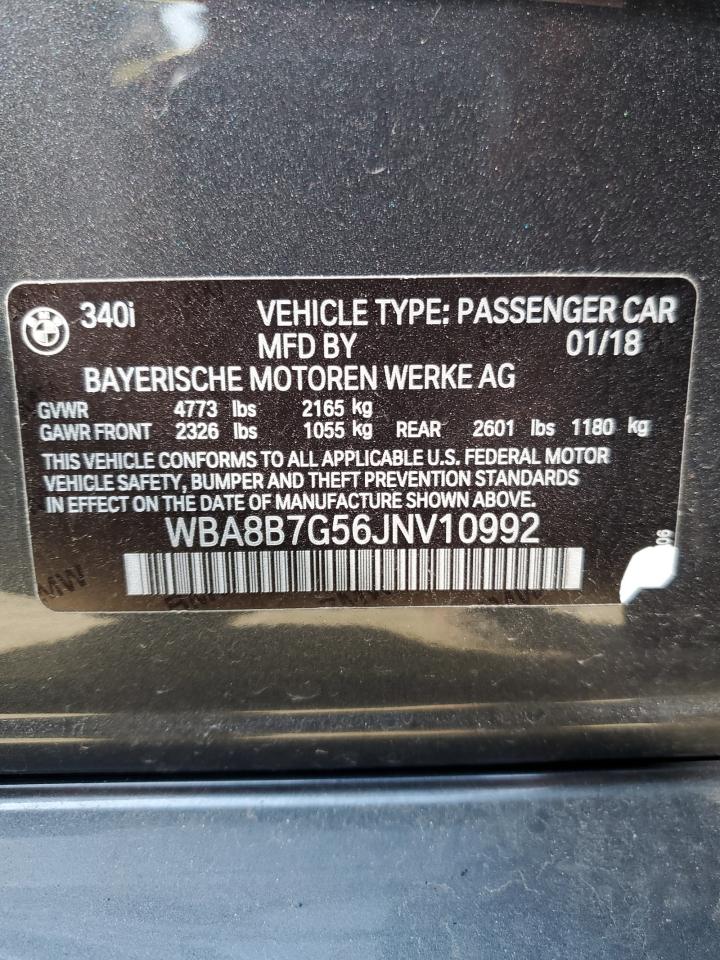 340i VEHICLE TYPE: PASSENGER CAR
MFD BY 01/18
BAYERISCHE MOTOREN WERKE AG
GVWR 4773 lbs 2165 kg
GAWR FRONT 2326 lbs 1055 kg REAR 2601 lbs 1180 kg
THIS VEHICLE CONFORMS TO ALL APPLICABLE U.S. FEDERAL MOTOR
VEHICLE SAFETY, BUMPER AND THEFT PREVENTION STANDARDS
IN EFFECT ON THE DATE OF MANUFACTURE SHOWN ABOVE.
WBA8B7G56JNV10992